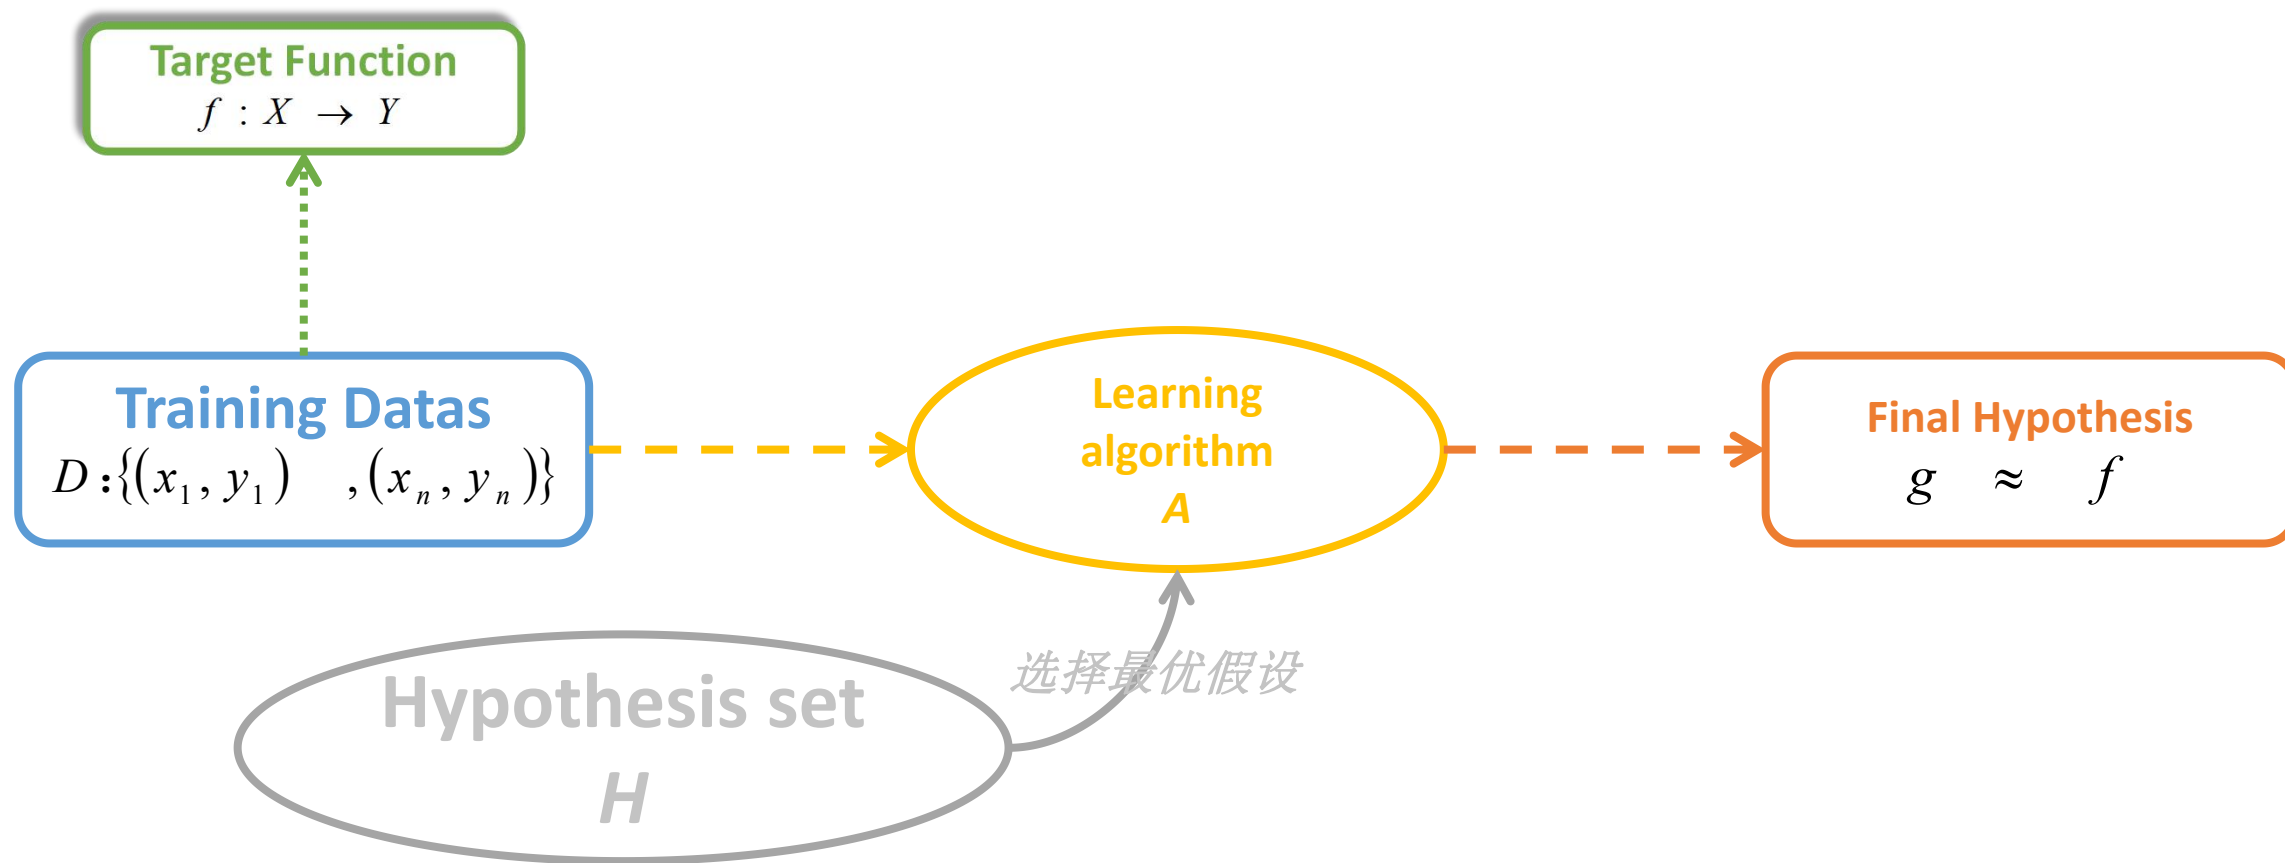 Target Function
f : X → Y
Training Datas
D:{(x₁, y₁) ,(xₙ, yₙ)}
Learning
algorithm
A
Final Hypothesis
g ≈ f
选择最优假设
Hypothesis set
H